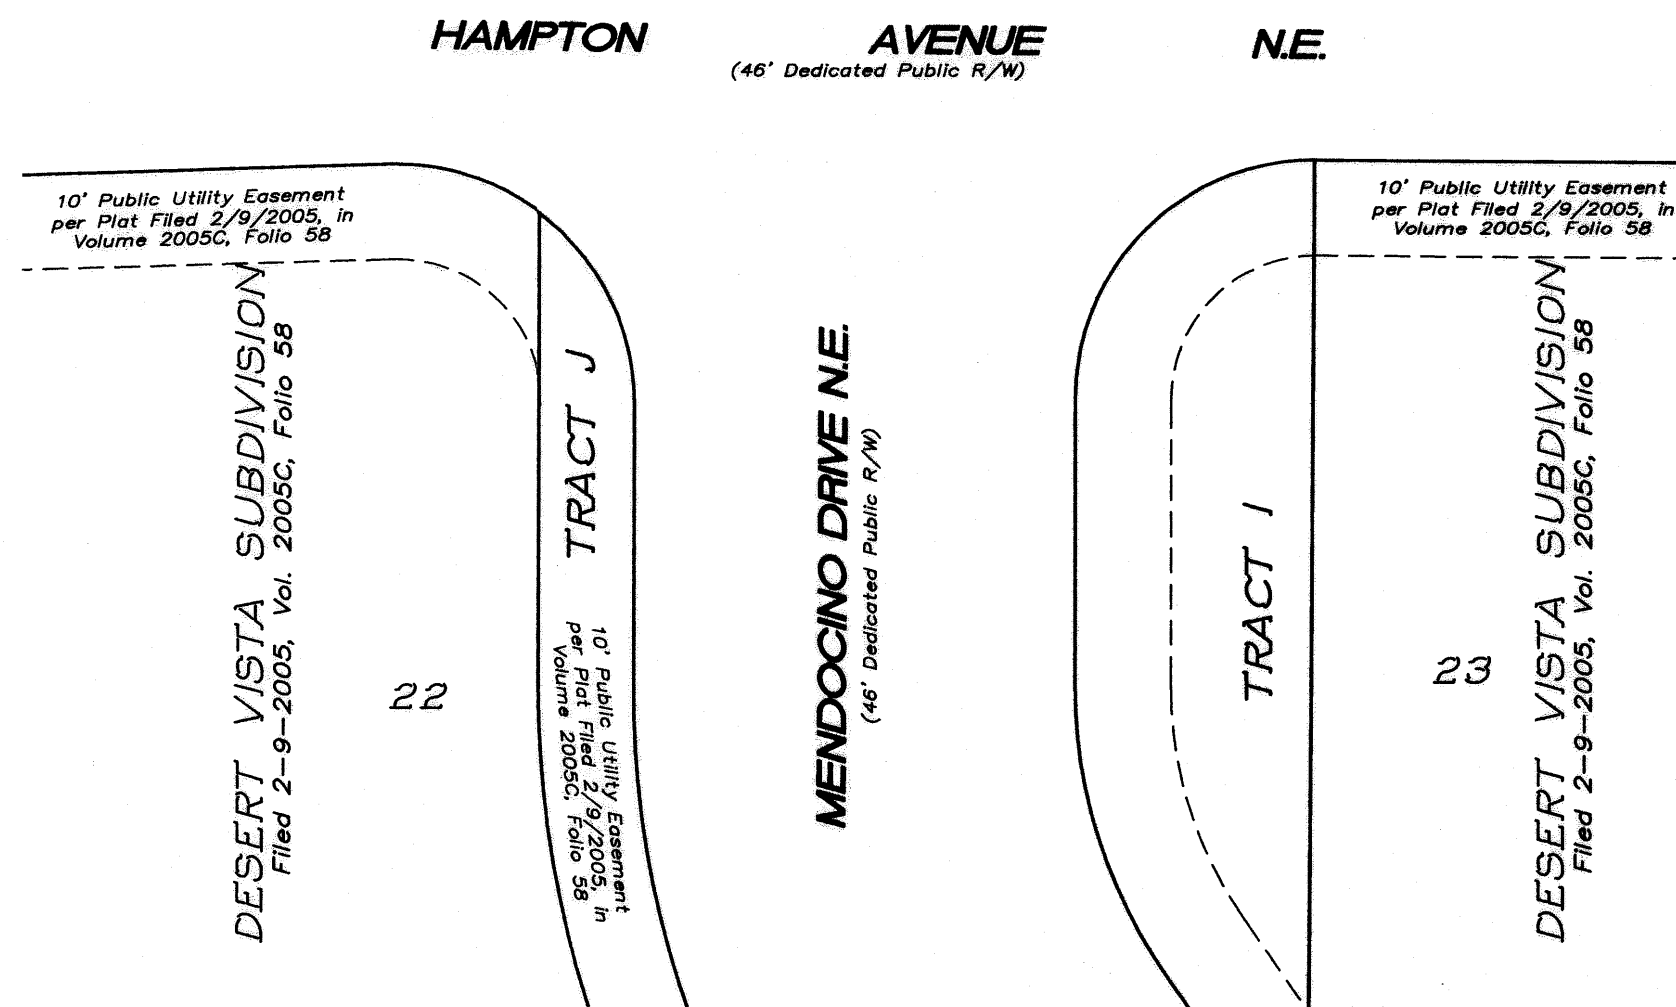 HAMPTON AVENUE N.E.
(46' Dedicated Public R/W)
10' Public Utility Easement
per Plat Filed 2/9/2005, in
Volume 2005C, Folio 58
10' Public Utility Easement
per Plat Filed 2/9/2005, in
Volume 2005C, Folio 58
DESERT VISTA SUBDIVISION
Filed 2-9-2005, Vol. 2005C, Folio 58
22
TRACT J
10' Public Utility Easement
per Plat Filed 2/9/2005, in
Volume 2005C, Folio 58
MENDOCINO DRIVE N.E.
(46' Dedicated Public R/W)
TRACT I
23
DESERT VISTA SUBDIVISION
Filed 2-9-2005, Vol. 2005C, Folio 58